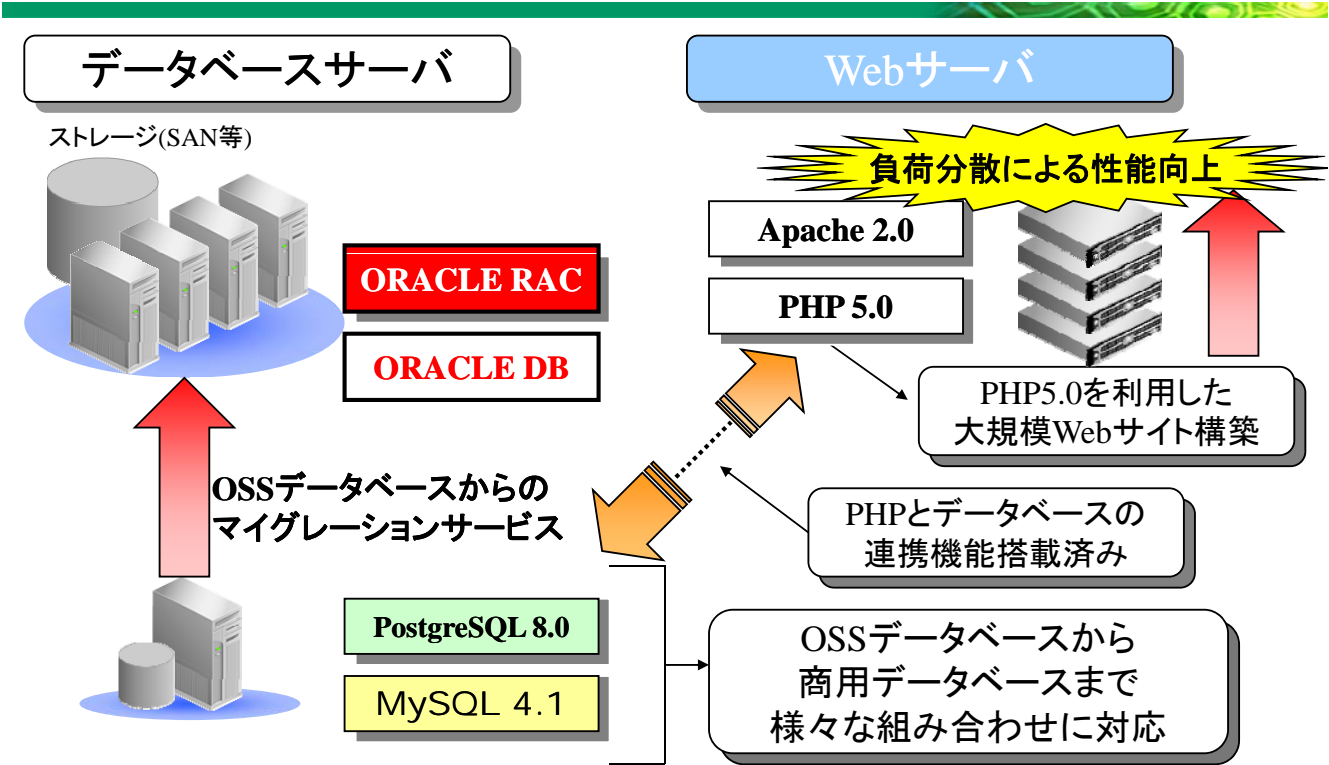 データベースサーバ
ストレージ(SAN等)
ORACLE RAC
ORACLE DB
OSSデータベースからの
マイグレーションサービス
PostgreSQL 8.0
MySQL 4.1
Webサーバ
負荷分散による性能向上
Apache 2.0
PHP 5.0
PHP5.0を利用した
大規模Webサイト構築
PHPとデータベースの
連携機能搭載済み
OSSデータベースから
商用データベースまで
様々な組み合わせに対応